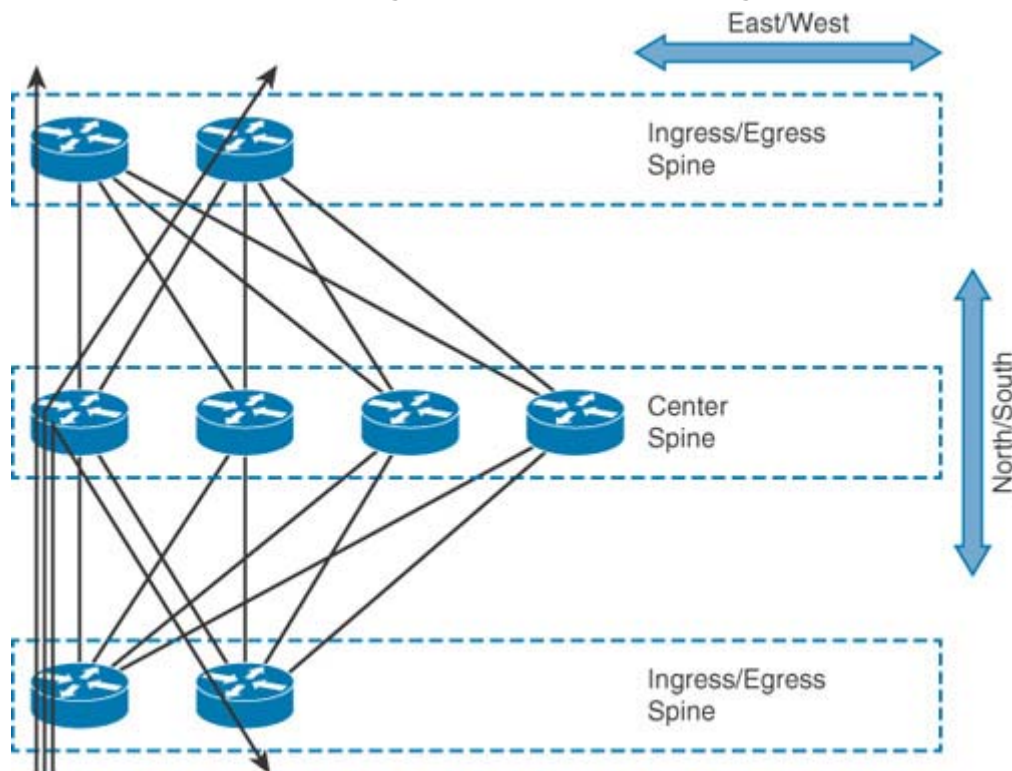 East/West
Ingress/Egress
Spine
Center
Spine
North/South
Ingress/Egress
Spine